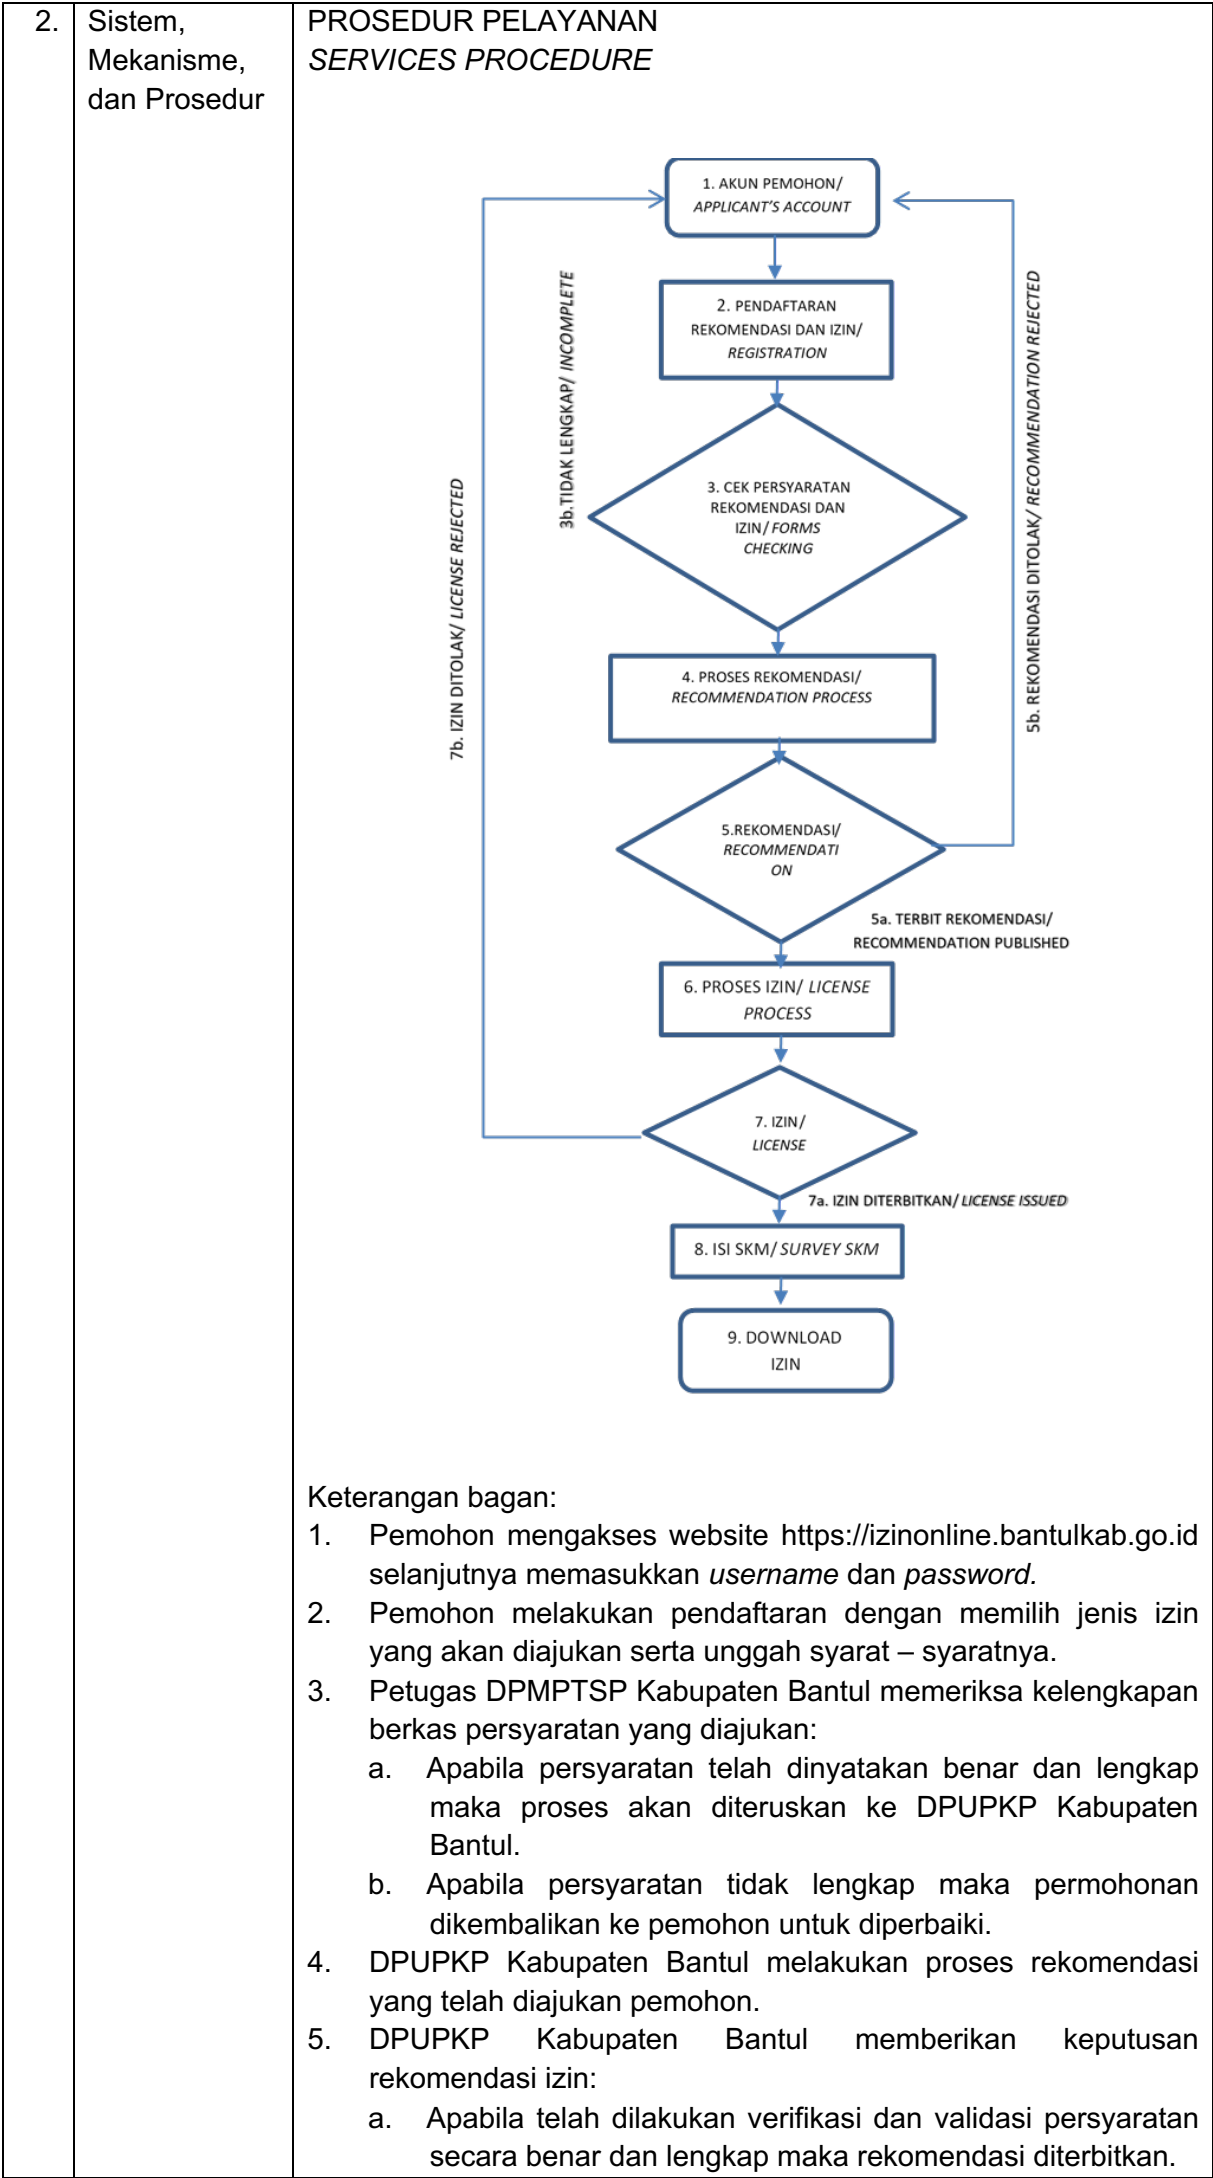 2.
Sistem,
Mekanisme,
dan Prosedur
PROSEDUR PELAYANAN
SERVICES PROCEDURE
1. AKUN PEMOHON/
APPLICANT'S ACCOUNT
2. PENDAFTARAN
REKOMENDASI DAN IZIN/
REGISTRATION
3b.TIDAK LENGKAP/ INCOMPLETE
3. CEK PERSYARATAN
REKOMENDASI DAN
IZIN/ FORMS
CHECKING
5b. REKOMENDASI DITOLAK/ RECOMMENDATION REJECTED
7b. IZIN DITOLAK/ LICENSE REJECTED
4. PROSES REKOMENDASI/
RECOMMENDATION PROCESS
5.REKOMENDASI/
RECOMMENDATI
ON
5a. TERBIT REKOMENDASI/
RECOMMENDATION PUBLISHED
6. PROSES IZIN/ LICENSE
PROCESS
7. IZIN/
LICENSE
7a. IZIN DITERBITKAN/ LICENSE ISSUED
8. ISI SKM/ SURVEY SKM
9. DOWNLOAD
IZIN
Keterangan bagan:
1. Pemohon mengakses website https://izinonline.bantulkab.go.id
selanjutnya memasukkan username dan password.
2. Pemohon melakukan pendaftaran dengan memilih jenis izin
yang akan diajukan serta unggah syarat – syaratnya.
3. Petugas DPMPTSP Kabupaten Bantul memeriksa kelengkapan
berkas persyaratan yang diajukan:
a. Apabila persyaratan telah dinyatakan benar dan lengkap
maka proses akan diteruskan ke DPUPKP Kabupaten
Bantul.
b. Apabila persyaratan tidak lengkap maka permohonan
dikembalikan ke pemohon untuk diperbaiki.
4. DPUPKP Kabupaten Bantul melakukan proses rekomendasi
yang telah diajukan pemohon.
5. DPUPKP Kabupaten Bantul memberikan keputusan
rekomendasi izin:
a. Apabila telah dilakukan verifikasi dan validasi persyaratan
secara benar dan lengkap maka rekomendasi diterbitkan.